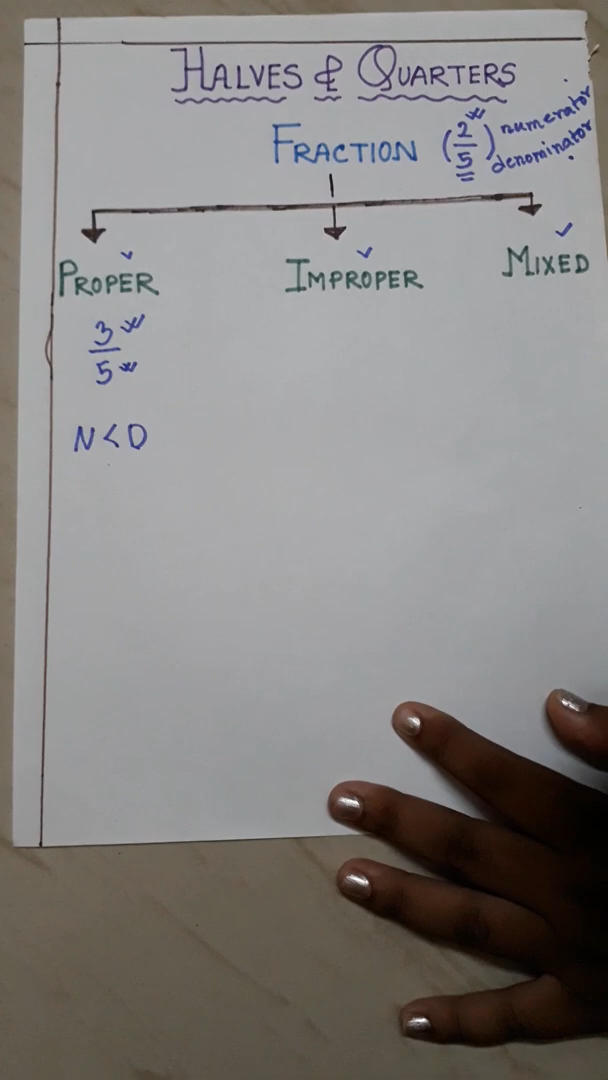 HALVES & QUARTERS
FRACTION (2/5) numerator
denominator
PROPER IMPROPER MIXED
3/5
N<D